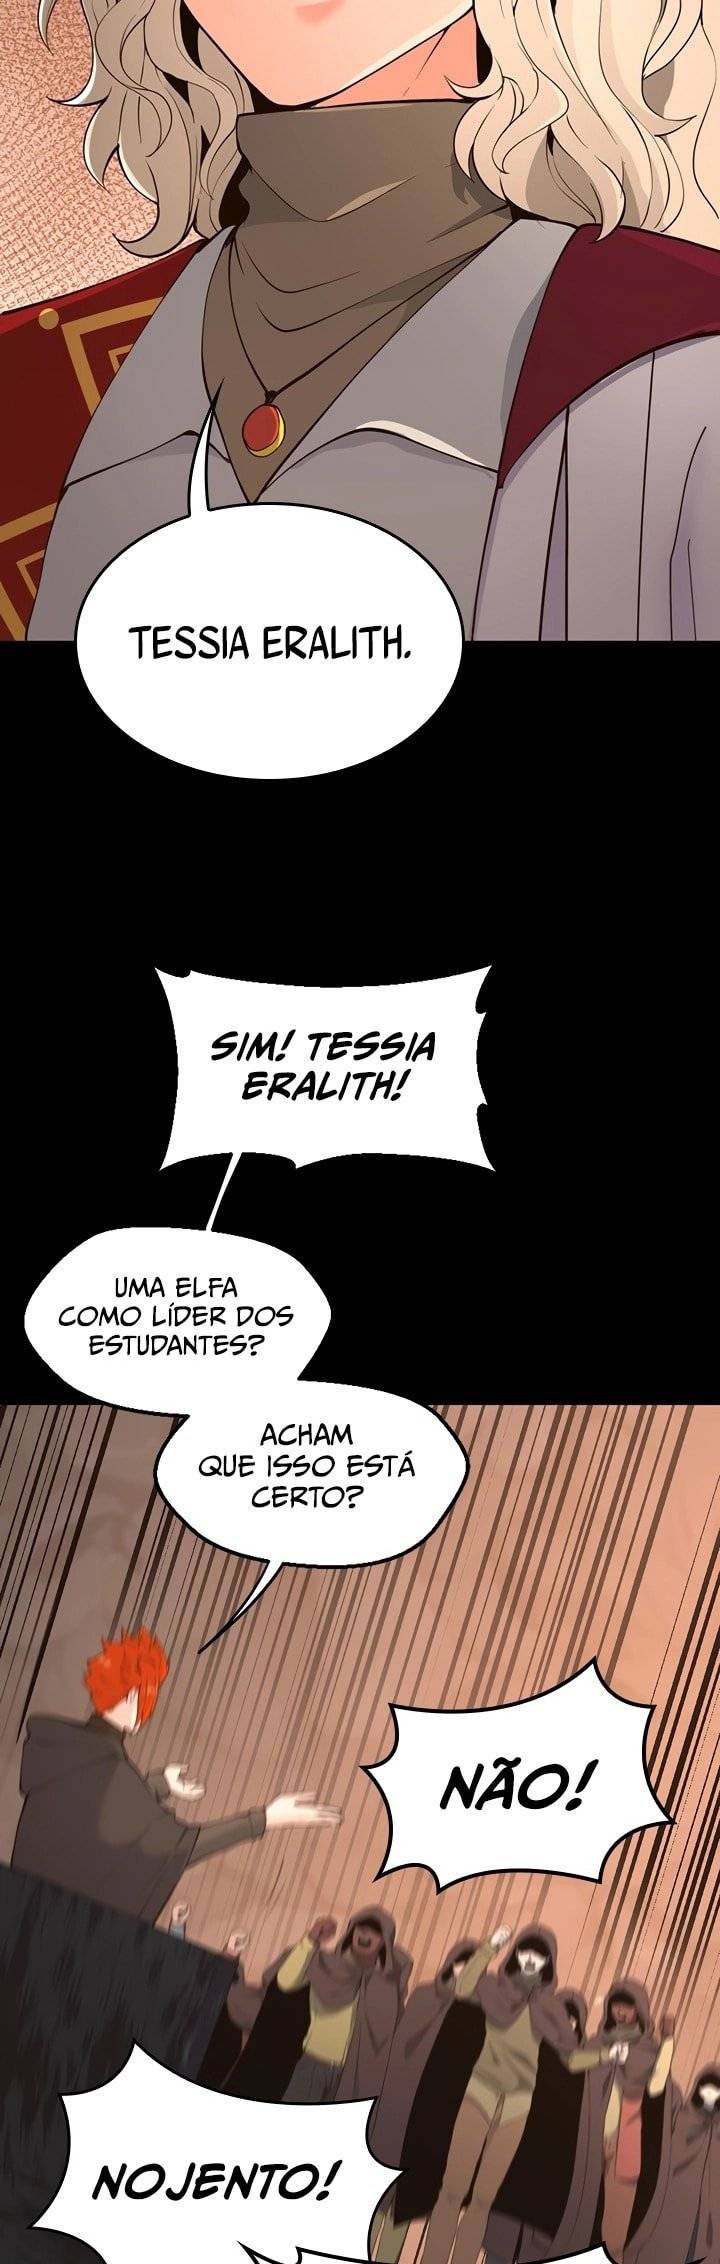 TESSIA ERALITH.
SIM! TESSIA
ERALITH!
UMA ELFA
COMO LÍDER DOS
ESTUDANTES?
ACHAM
QUE ISSO ESTÁ
CERTO?
NÃO!
NOJENTO!